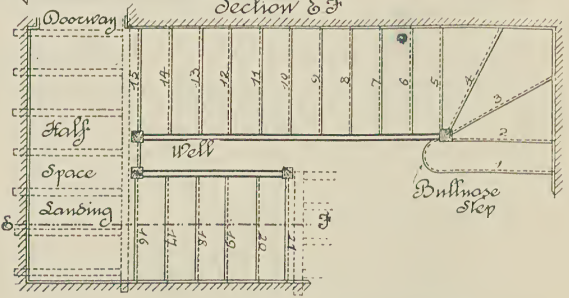 Section E.F
Doorway
15 14 13 12 11 10 9 8 7 6 5 4
3
2
1
Half
Space
Landing
Well
Bullnose
Step
E F
16 17 18 19 20 21